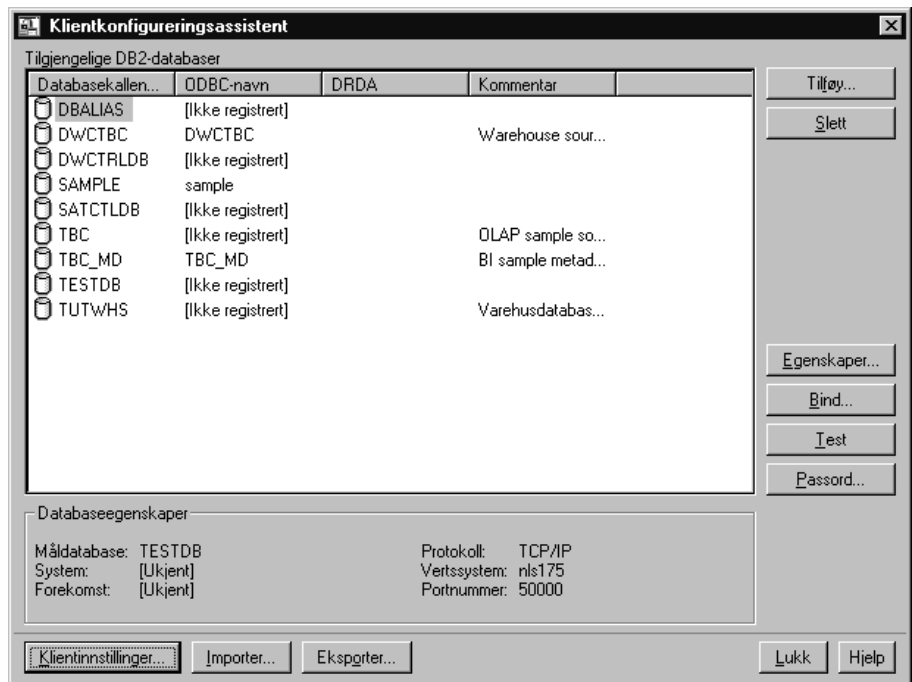 Klientkonfigureringsassistent
Tilgjengelige DB2-databaser
Databasekallen... ODBC-navn DRDA Kommentar
DBALIAS [Ikke registrert]
DWCTBC DWCTBC Warehouse sour...
DWCTRLDB [Ikke registrert]
SAMPLE sample
SATCTLDB [Ikke registrert]
TBC [Ikke registrert] OLAP sample so...
TBC_MD TBC_MD BI sample metad...
TESTDB [Ikke registrert]
TUTWHS [Ikke registrert] Varehusdatabas...
Tilføy...
Slett
Egenskaper...
Bind...
Test
Passord...
Databaseegenskaper
Måldatabase: TESTDB Protokoll: TCP/IP
System: [Ukjent] Vertssystem: nls175
Forekomst: [Ukjent] Portnummer: 50000
Klientinnstillinger... Importer... Eksporter... Lukk Hjelp